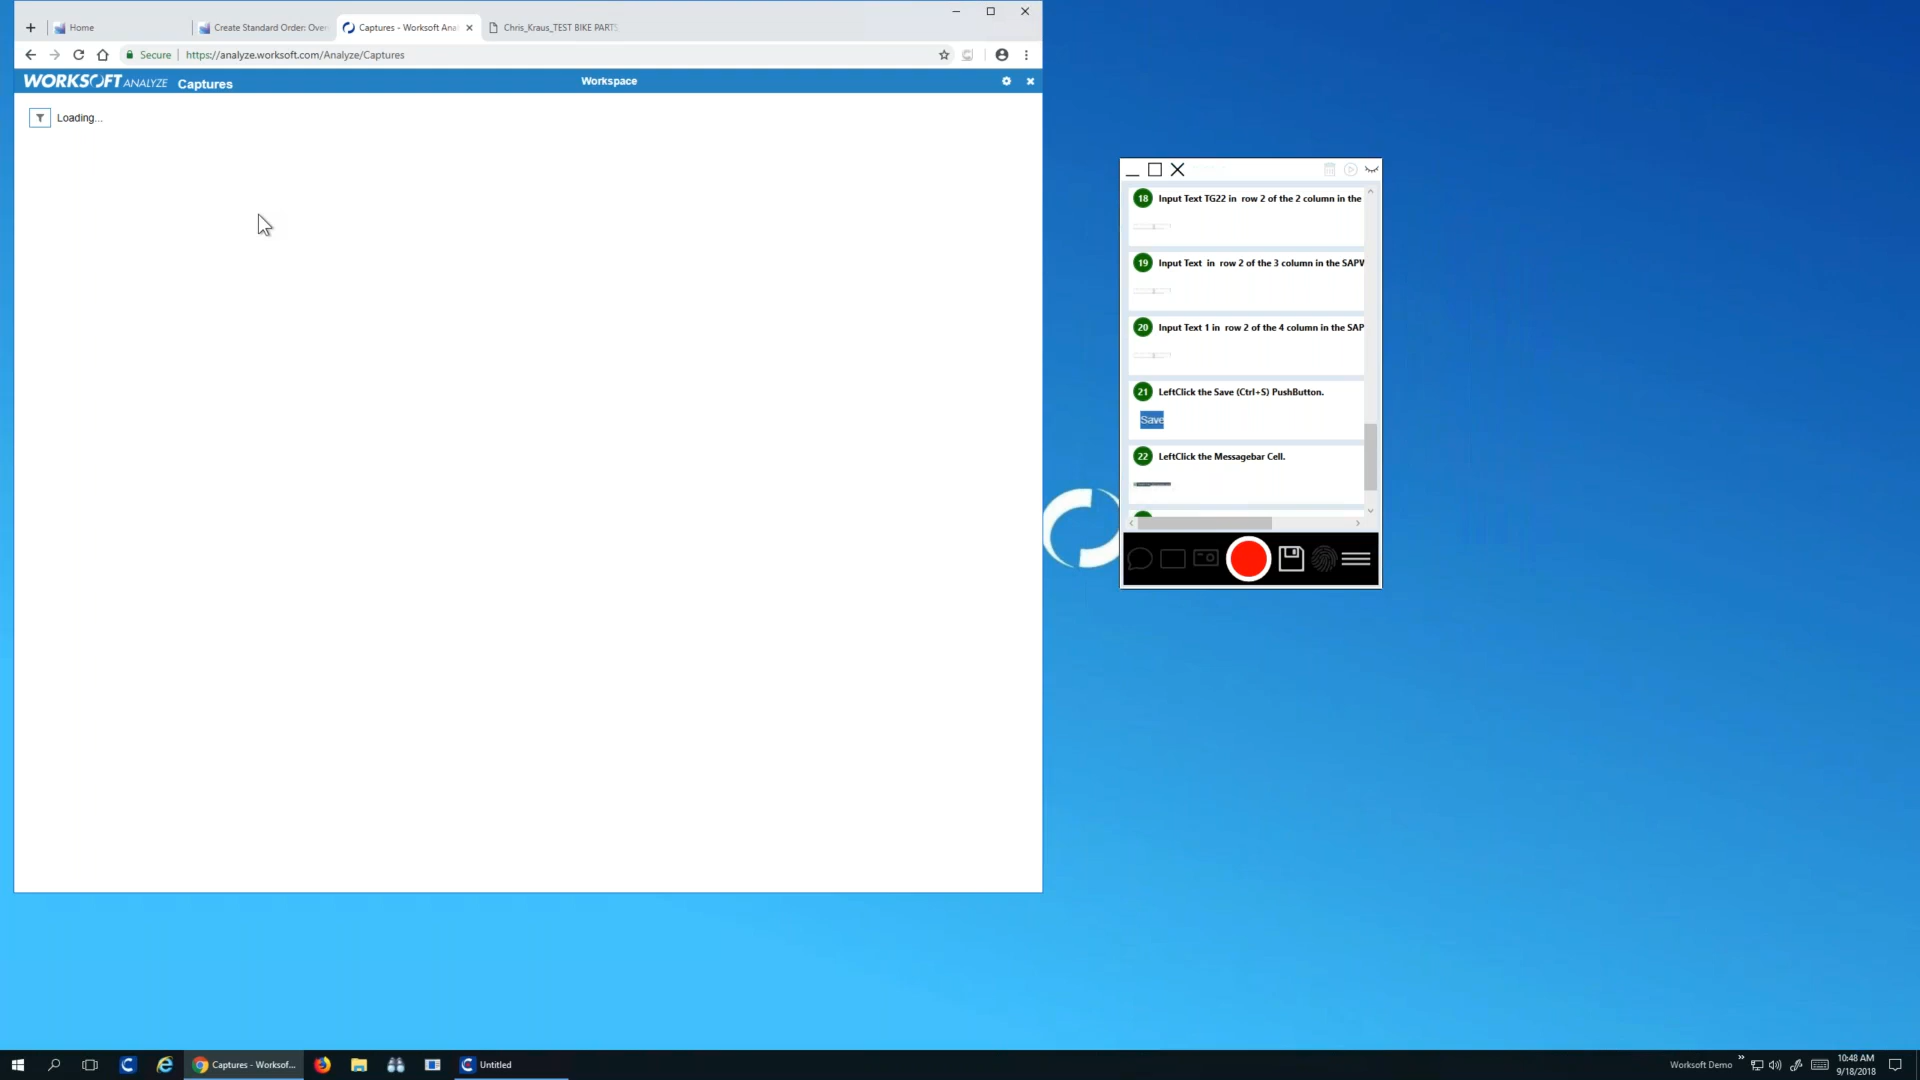 Home
Create Standard Order: Over
Captures - Worksoft Anal
Chris_Kraus_TEST BIKE PARTS
Secure
https://analyze.worksoft.com/Analyze/Captures
WORKSOFT ANALYZE Captures
Workspace
Loading...
18 Input Text TG22 in row 2 of the 2 column in the
19 Input Text in row 2 of the 3 column in the SAPW
20 Input Text 1 in row 2 of the 4 column in the SAP
21 LeftClick the Save (Ctrl+S) PushButton.
Save
22 LeftClick the Messagebar Cell.
Captures - Worksof...
Untitled
Worksoft Demo
10:48 AM
9/18/2018